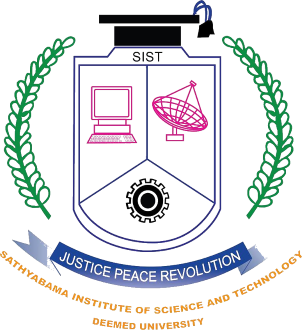 SIST
JUSTICE PEACE REVOLUTION
SATHYABAMA INSTITUTE OF SCIENCE AND TECHNOLOGY
DEEMED UNIVERSITY